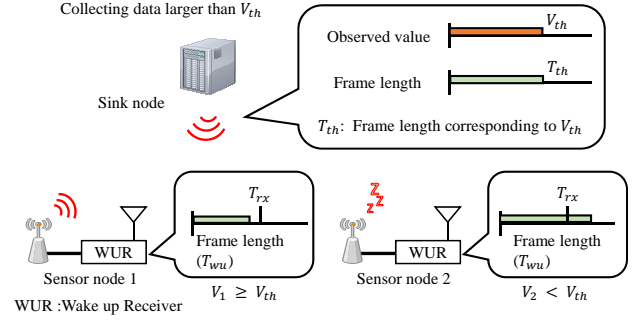 Collecting data larger than V_th
Observed value
V_th
Frame length
T_th
Sink node
T_th: Frame length corresponding to V_th
z z z
T_rx
Frame length
(T_wu)
WUR
Sensor node 1
V_1 ≥ V_th
T_rx
Frame length
(T_wu)
WUR
Sensor node 2
V_2 < V_th
WUR :Wake up Receiver